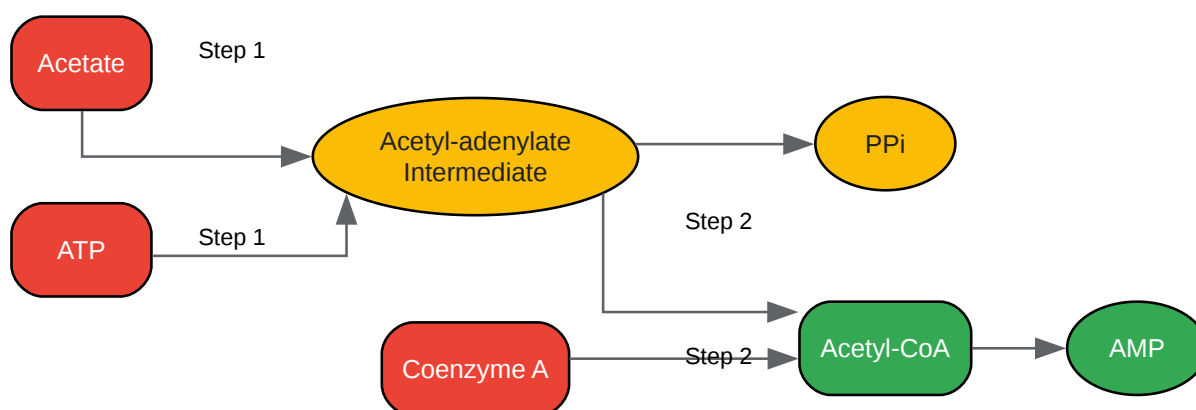 Acetate
Step 1
Acetyl-adenylate
Intermediate
PPi
ATP
Step 1
Step 2
Coenzyme A
Step 2
Acetyl-CoA
AMP